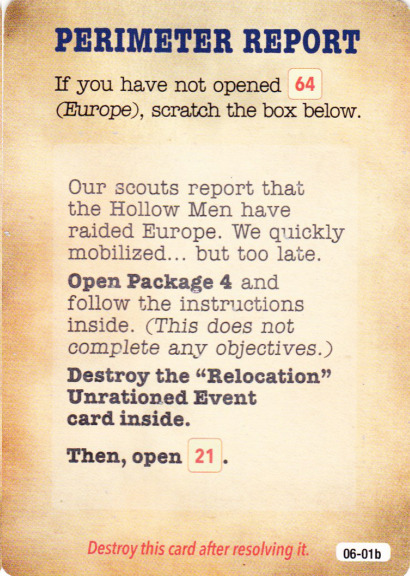 PERIMETER REPORT
If you have not opened 64
(Europe), scratch the box below.
Our scouts report that
the Hollow Men have
raided Europe. We quickly
mobilized... but too late.
Open Package 4 and
follow the instructions
inside. (This does not
complete any objectives.)
Destroy the “Relocation”
Unrationed Event
card inside.
Then, open 21.
Destroy this card after resolving it.
06-01b